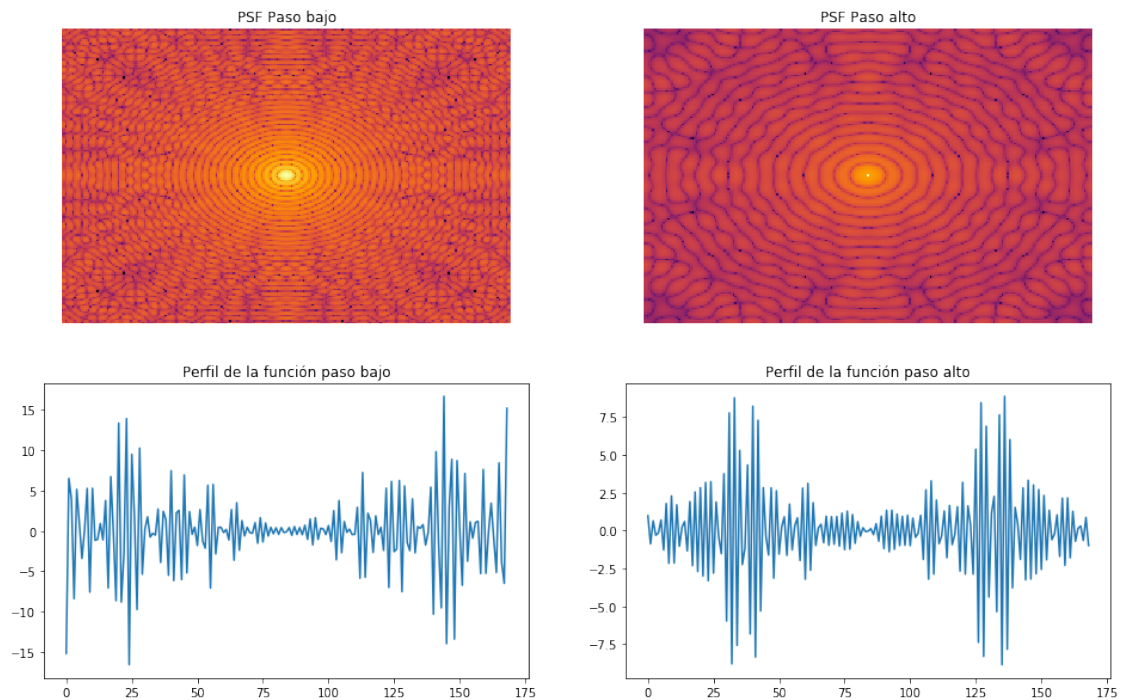 PSF Paso bajo
PSF Paso alto
Perfil de la función paso bajo
15
10
5
0
−5
−10
−15
0 25 50 75 100 125 150 175
Perfil de la función paso alto
7.5
5.0
2.5
0.0
−2.5
−5.0
−7.5
0 25 50 75 100 125 150 175